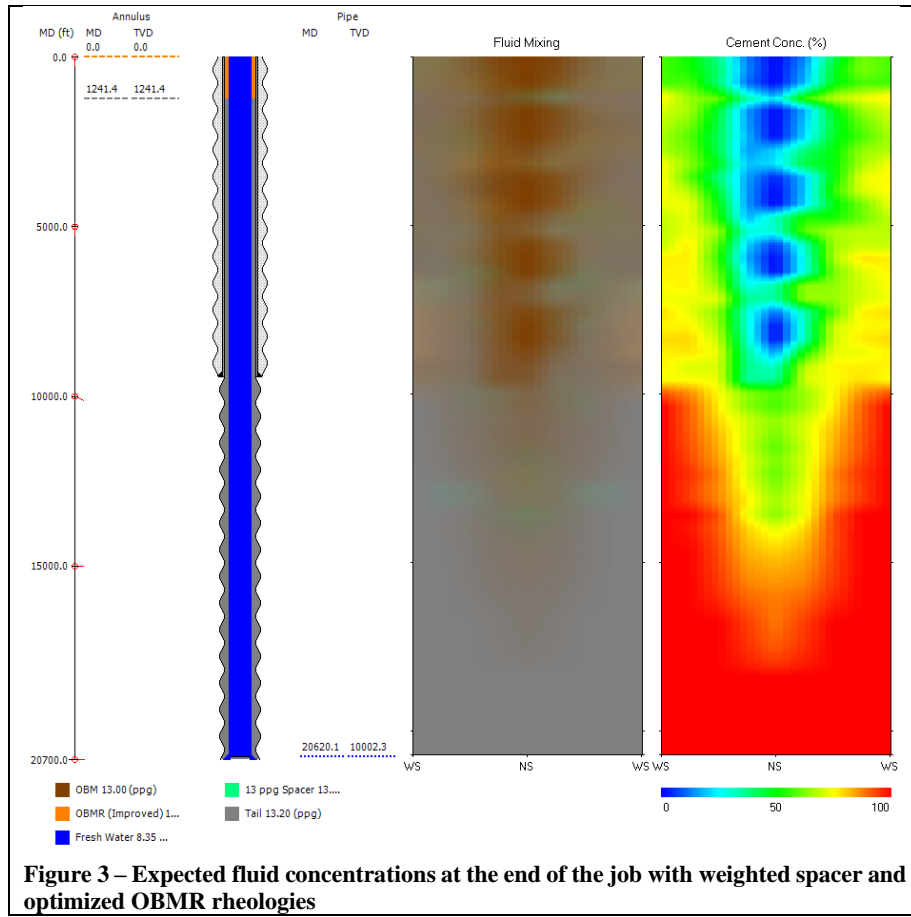 Annulus
Pipe
MD (ft)
MD
TVD
MD
TVD
0.0
0.0
0.0
1241.4
1241.4
5000.0
10000.0
15000.0
20700.0
20620.1
10002.3
Fluid Mixing
Cement Conc. (%)
WS
NS
WS
WS
NS
WS
0
50
100
OBM 13.00 (ppg)
13 ppg Spacer 13....
OBMR (Improved) 1...
Tail 13.20 (ppg)
Fresh Water 8.35 ...
Figure 3 – Expected fluid concentrations at the end of the job with weighted spacer and
optimized OBMR rheologies